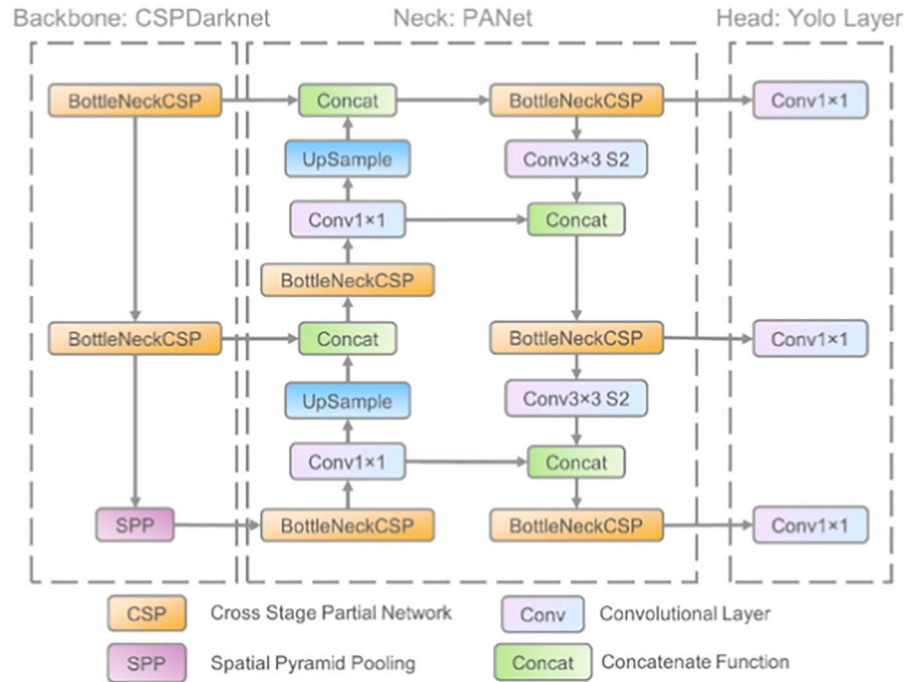 Backbone: CSPDarknet Neck: PANet Head: Yolo Layer
BottleNeckCSP Concat BottleNeckCSP Conv1×1
UpSample Conv3×3 S2
Conv1×1 Concat
BottleNeckCSP
BottleNeckCSP Concat BottleNeckCSP Conv1×1
UpSample Conv3×3 S2
Conv1×1 Concat
SPP BottleNeckCSP BottleNeckCSP Conv1×1
CSP Cross Stage Partial Network Conv Convolutional Layer
SPP Spatial Pyramid Pooling Concat Concatenate Function